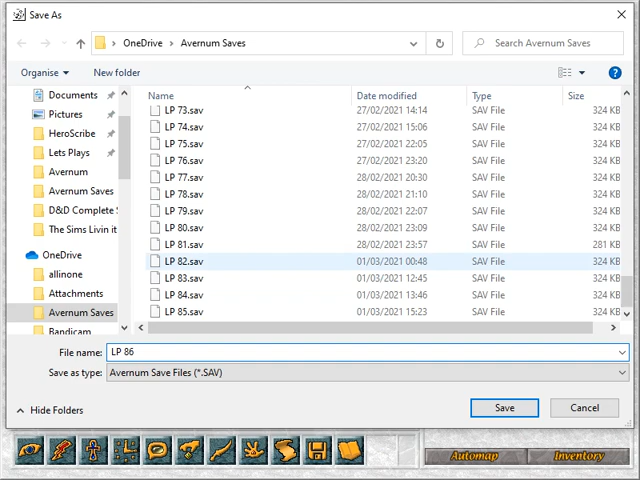 Save As
OneDrive > Avernum Saves
Search Avernum Saves
Organise
New folder
Documents
Pictures
HeroScribe
Lets Plays
Avernum
Avernum Saves
D&D Complete S
The Sims Livin it
OneDrive
allinone
Attachments
Avernum Saves
Bandicam
Name Date modified Type Size
LP 73.sav 27/02/2021 14:14 SAV File 324 KB
LP 74.sav 27/02/2021 15:06 SAV File 324 KB
LP 75.sav 27/02/2021 22:05 SAV File 324 KB
LP 76.sav 27/02/2021 23:20 SAV File 324 KB
LP 77.sav 28/02/2021 20:30 SAV File 324 KB
LP 78.sav 28/02/2021 21:10 SAV File 324 KB
LP 79.sav 28/02/2021 22:07 SAV File 324 KB
LP 80.sav 28/02/2021 23:09 SAV File 324 KB
LP 81.sav 28/02/2021 23:57 SAV File 281 KB
LP 82.sav 01/03/2021 00:48 SAV File 324 KB
LP 83.sav 01/03/2021 12:45 SAV File 324 KB
LP 84.sav 01/03/2021 13:46 SAV File 324 KB
LP 85.sav 01/03/2021 15:23 SAV File 324 KB
File name: LP 86
Save as type: Avernum Save Files (*.SAV)
Hide Folders
Save
Cancel
Automap
Inventory